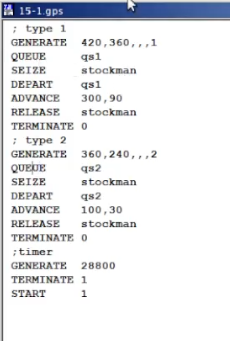 15-1.gps
; type 1
GENERATE 420,360,,,1
QUEUE qs1
SEIZE stockman
DEPART qs1
ADVANCE 300,90
RELEASE stockman
TERMINATE 0
; type 2
GENERATE 360,240,,,2
QUEUE qs2
SEIZE stockman
DEPART qs2
ADVANCE 100,30
RELEASE stockman
TERMINATE 0
;timer
GENERATE 28800
TERMINATE 1
START 1